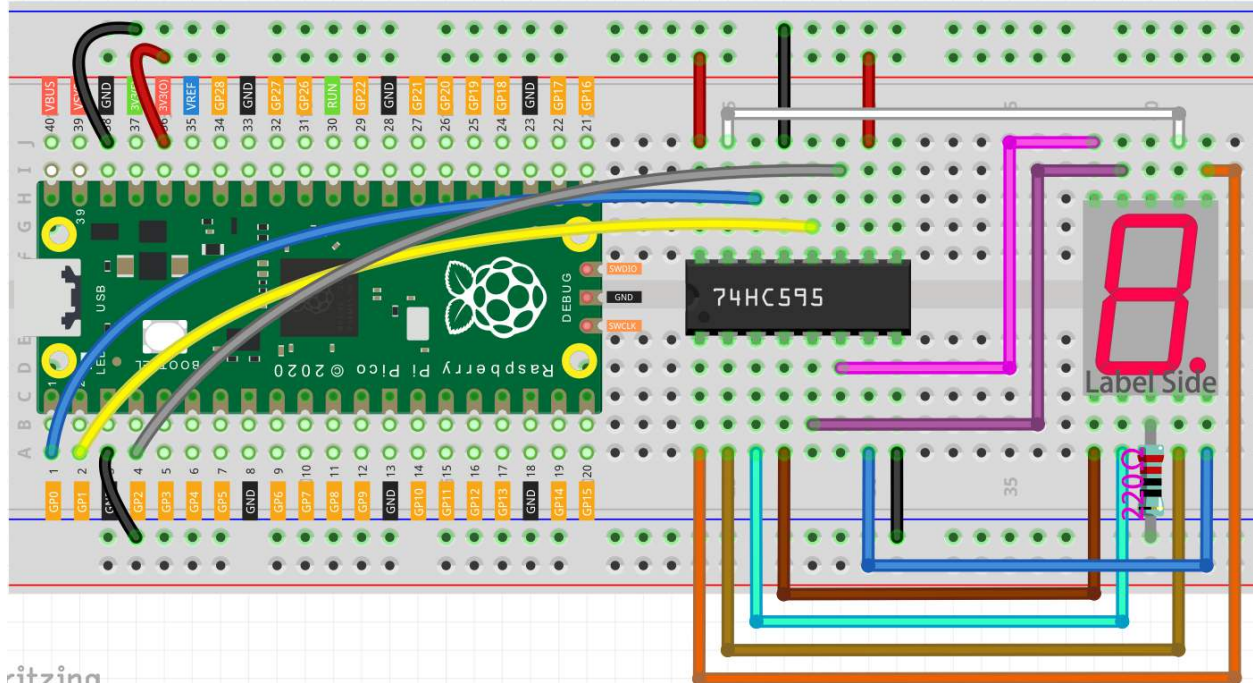 VBUS VSYS GND 3V3(O) VREF GP28 GND GP27 GP26 RUN GP22 GND GP21 GP20 GP19 GP18 GND GP17 GP16
40 39 38 37 36 35 34 33 32 31 30 29 28 27 26 25 24 23 22 21
J
I
H
G
F
39
USB
DEBUG
SWDIO
GND
SWCLK
74HC595
E
LED
BOOTSEL
D
Raspberry Pi Pico © 2020
Label Side
C
B
A
1 2 3 4 5 6 7 8 9 10 11 12 13 14 15 16 17 18 19 20
35
220Ω
GP0 GP1 GND GP2 GP3 GP4 GP5 GND GP6 GP7 GP8 GP9 GND GP10 GP11 GP12 GP13 GND GP14 GP15
ritzing